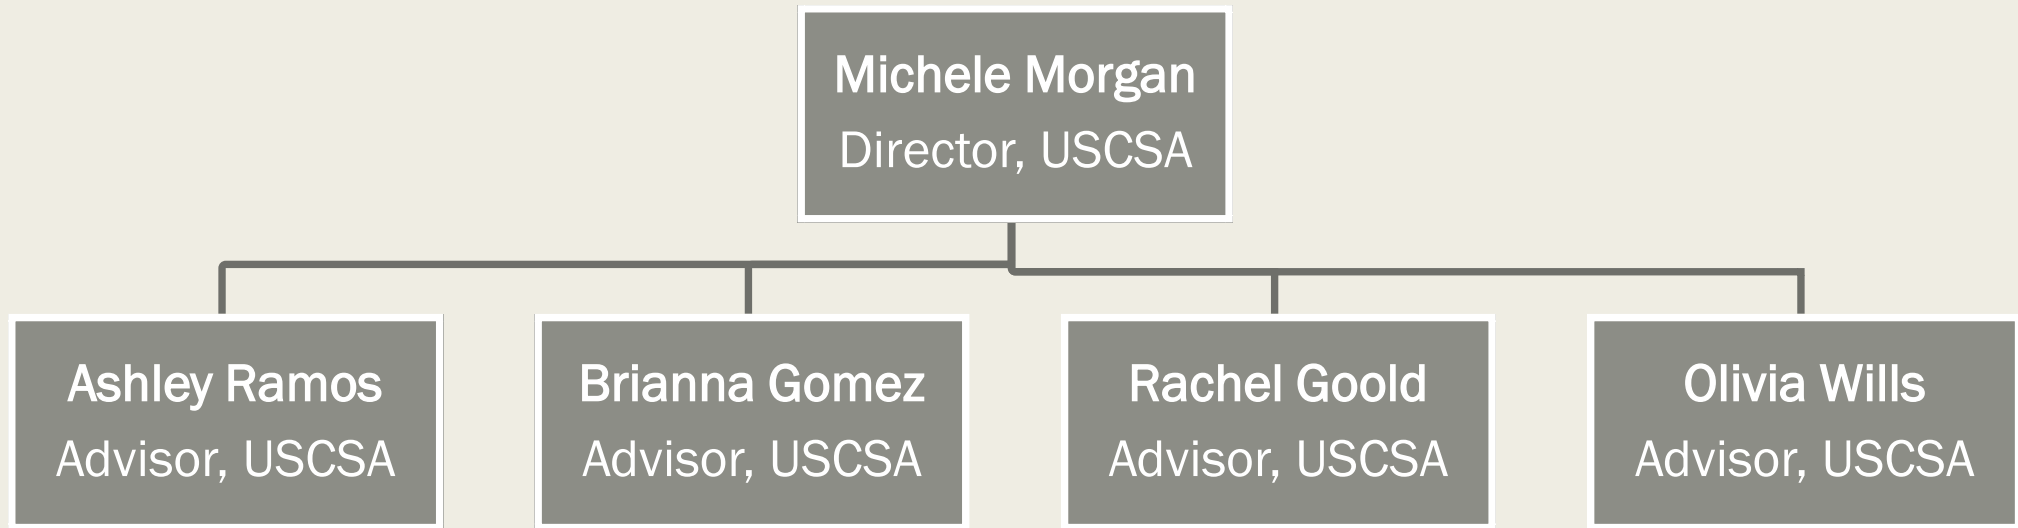 Michele Morgan
Director, USCSA
Ashley Ramos
Advisor, USCSA
Brianna Gomez
Advisor, USCSA
Rachel Goold
Advisor, USCSA
Olivia Wills
Advisor, USCSA